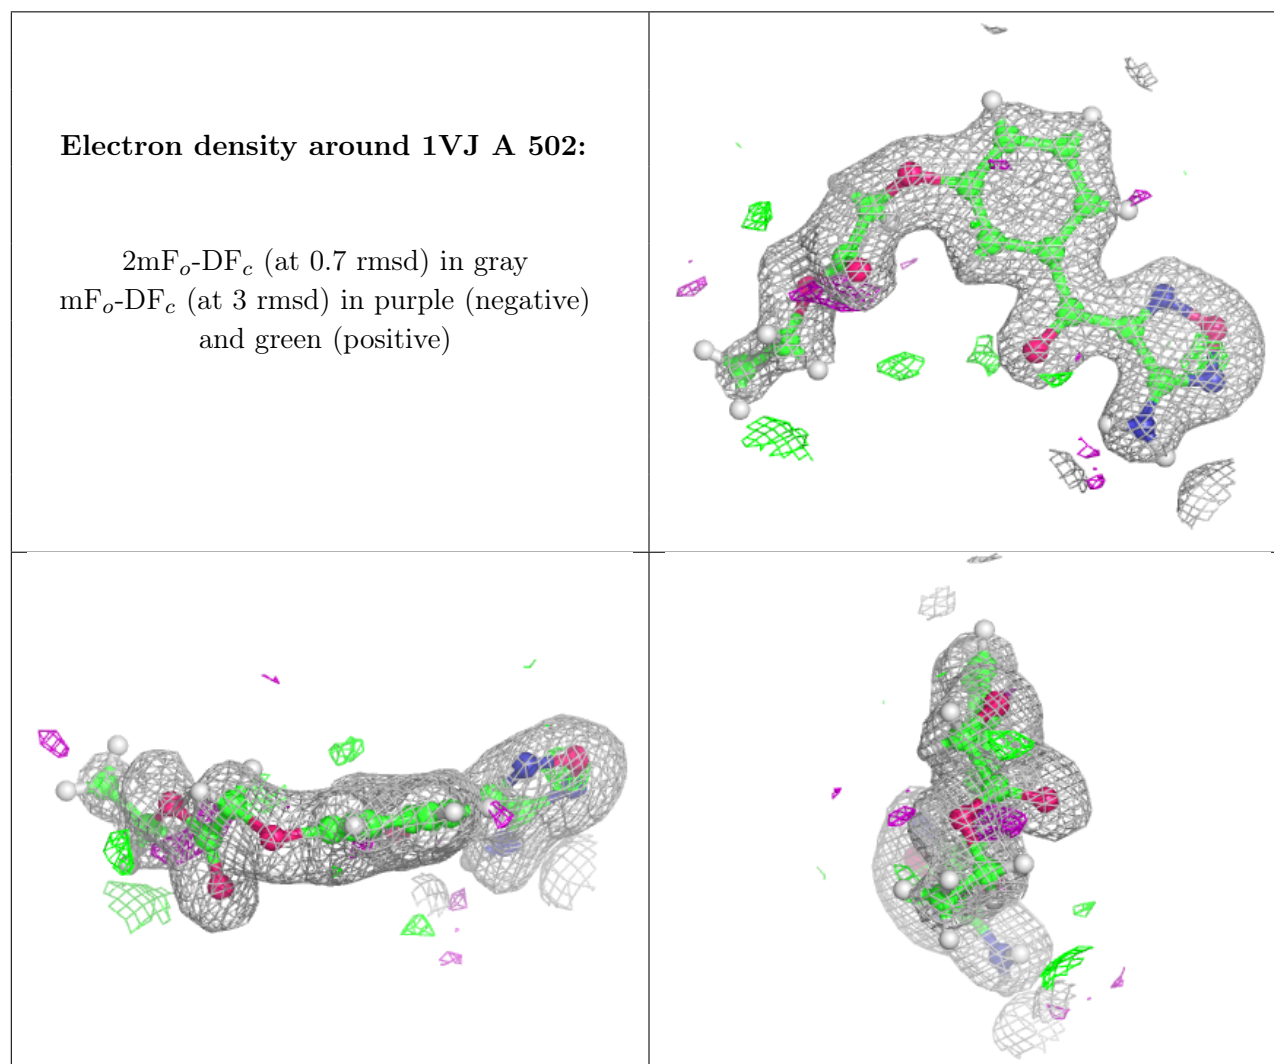 Electron density around 1VJ A 502:
2mFo-DFc (at 0.7 rmsd) in gray
mFo-DFc (at 3 rmsd) in purple (negative)
and green (positive)